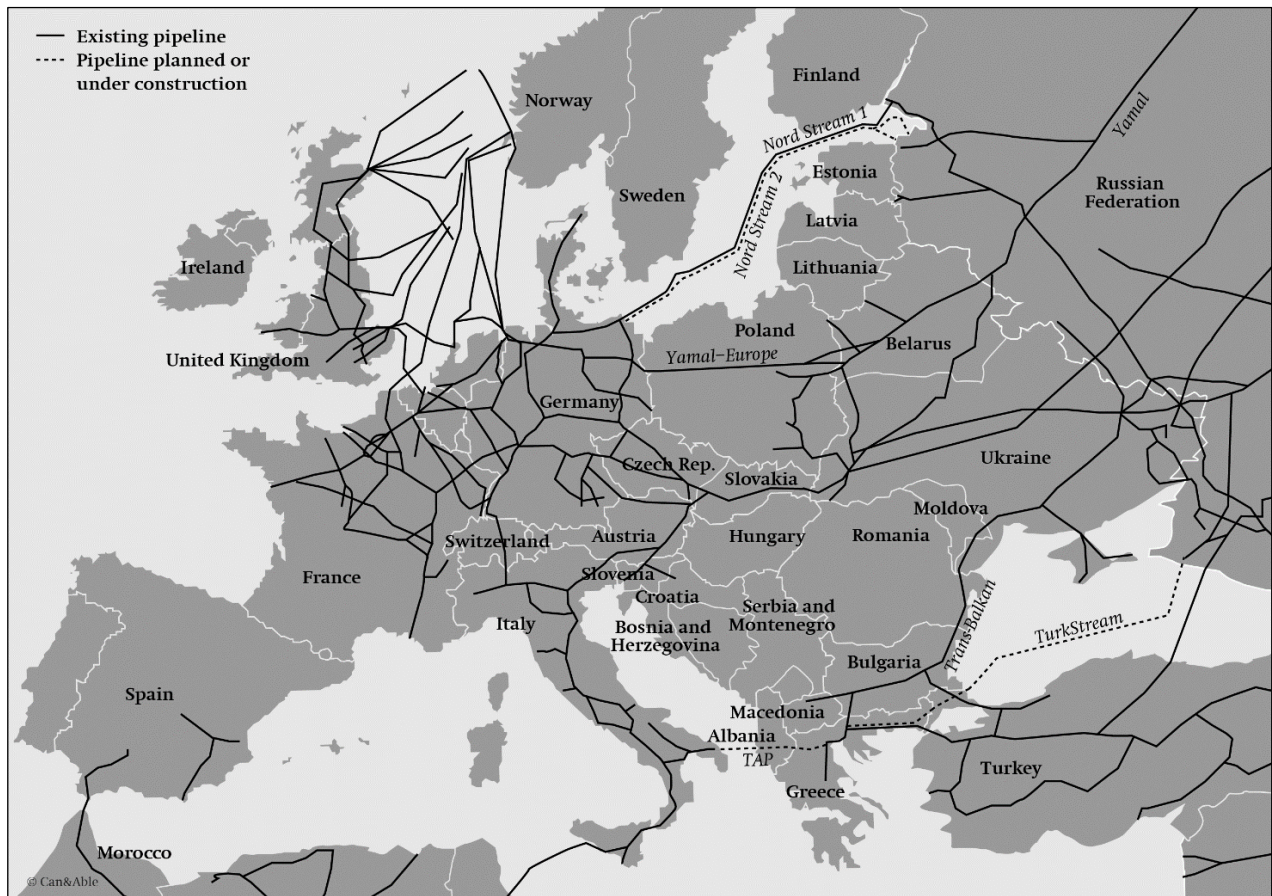 Existing pipeline
Pipeline planned or
under construction
Finland
Norway
Yamal
Nord Stream 1
Estonia
Russian
Federation
Sweden
Nord Stream 2
Latvia
Ireland
Lithuania
Poland
Belarus
United Kingdom
Yamal–Europe
Germany
Ukraine
Czech Rep.
Slovakia
Moldova
Switzerland
Austria
Hungary
Romania
France
Slovenia
Croatia
Serbia and
Montenegro
Italy
Bosnia and
Herzegovina
Trans-Balkan
TurkStream
Bulgaria
Spain
Macedonia
Albania
TAP
Turkey
Greece
Morocco
© Can&Able